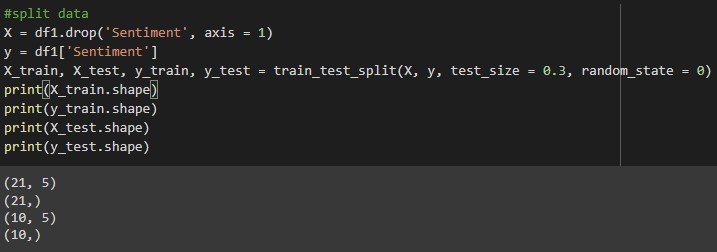 #split data
X = df1.drop('Sentiment', axis = 1)
y = df1['Sentiment']
X_train, X_test, y_train, y_test = train_test_split(X, y, test_size = 0.3, random_state = 0)
print(X_train.shape)
print(y_train.shape)
print(X_test.shape)
print(y_test.shape)
(21, 5)
(21,)
(10, 5)
(10,)